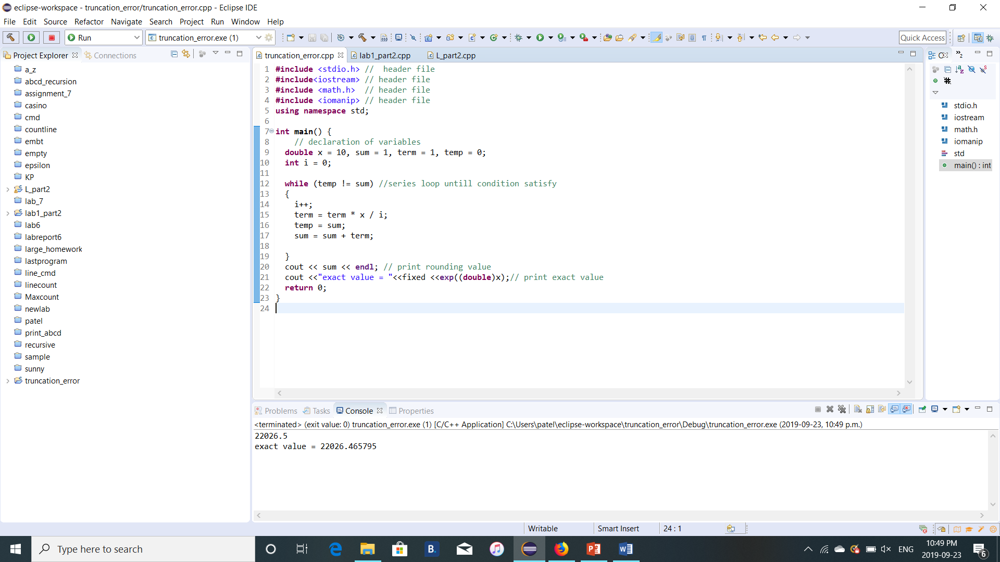 eclipse-workspace - truncation_error/truncation_error.cpp - Eclipse IDE
File Edit Source Refactor Navigate Search Project Run Window Help
Run
truncation_error.exe (1)
Quick Access
Project Explorer
Connections
a_z
abcd_recursion
assignment_7
casino
cmd
countline
embt
empty
epsilon
KP
L_part2
lab_7
lab1_part2
lab6
labreport6
large_homework
lastprogram
line_cmd
linecount
Maxcount
newlab
patel
print_abcd
recursive
sample
sunny
truncation_error
truncation_error.cpp
lab1_part2.cpp
L_part2.cpp
1 #include <stdio.h> //  header file
2 #include<iostream> // header file
3 #include <math.h>  // header file
4 #include <iomanip> // header file
5 using namespace std;
6
7 int main() {
8     // declaration of variables
9   double x = 10, sum = 1, term = 1, temp = 0;
10   int i = 0;
11
12   while (temp != sum) //series loop untill condition satisfy
13   {
14     i++;
15     term = term * x / i;
16     temp = sum;
17     sum = sum + term;
18
19   }
20   cout << sum << endl; // print rounding value
21   cout <<"exact value = "<<fixed <<exp((double)x);// print exact value
22   return 0;
23 }
24
stdio.h
iostream
math.h
iomanip
std
main() : int
Problems
Tasks
Console
Properties
<terminated> (exit value: 0) truncation_error.exe (1) [C/C++ Application] C:\Users\patel\eclipse-workspace\truncation_error\Debug\truncation_error.exe (2019-09-23, 10:49 p.m.)
22026.5
exact value = 22026.465795
Writable
Smart Insert
24 : 1
Type here to search
B.
ENG
10:49 PM
2019-09-23
6